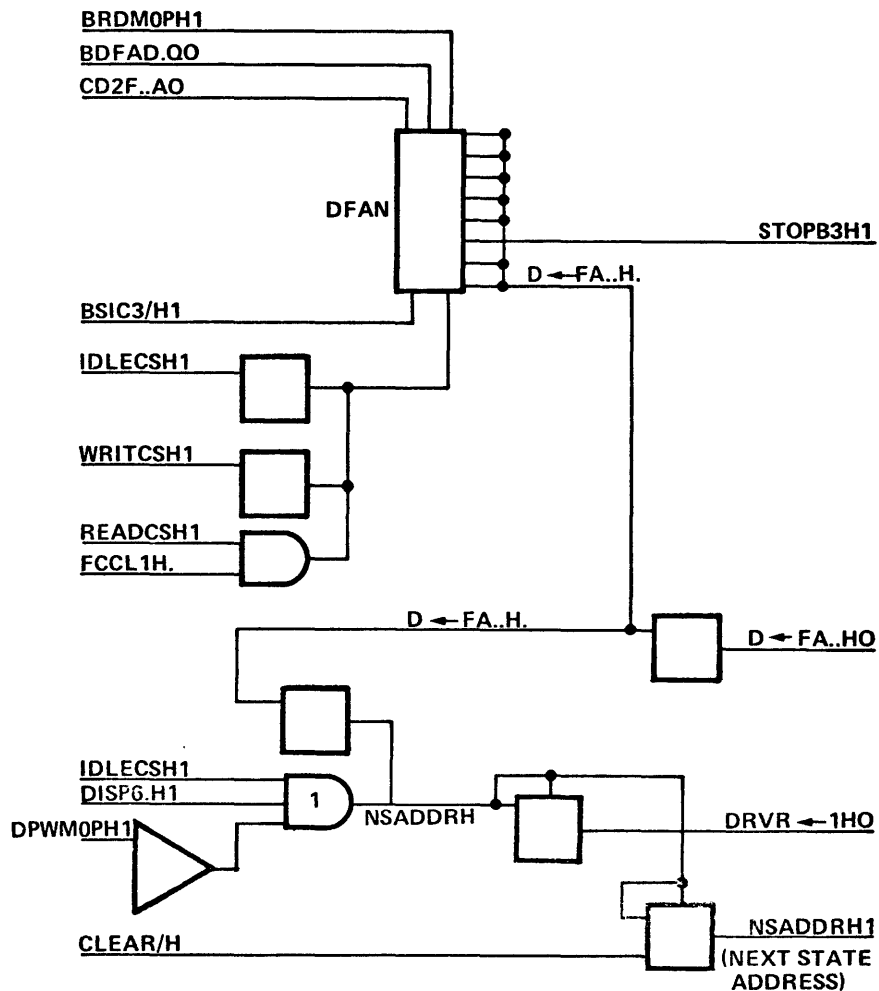 BRDM0PH1
BDFAD.QO
CD2F..AO
DFAN
STOPB3H1
D ← FA..H.
BSIC3/H1
IDLECSH1
WRITCSH1
READCSH1
FCCL1H.
D ← FA..H.
D ← FA..HO
IDLECSH1
DISP6.H1
1
NSADDRH
DPWM0PH1
DRVR ← 1HO
CLEAR/H
NSADDRH1
(NEXT STATE
ADDRESS)